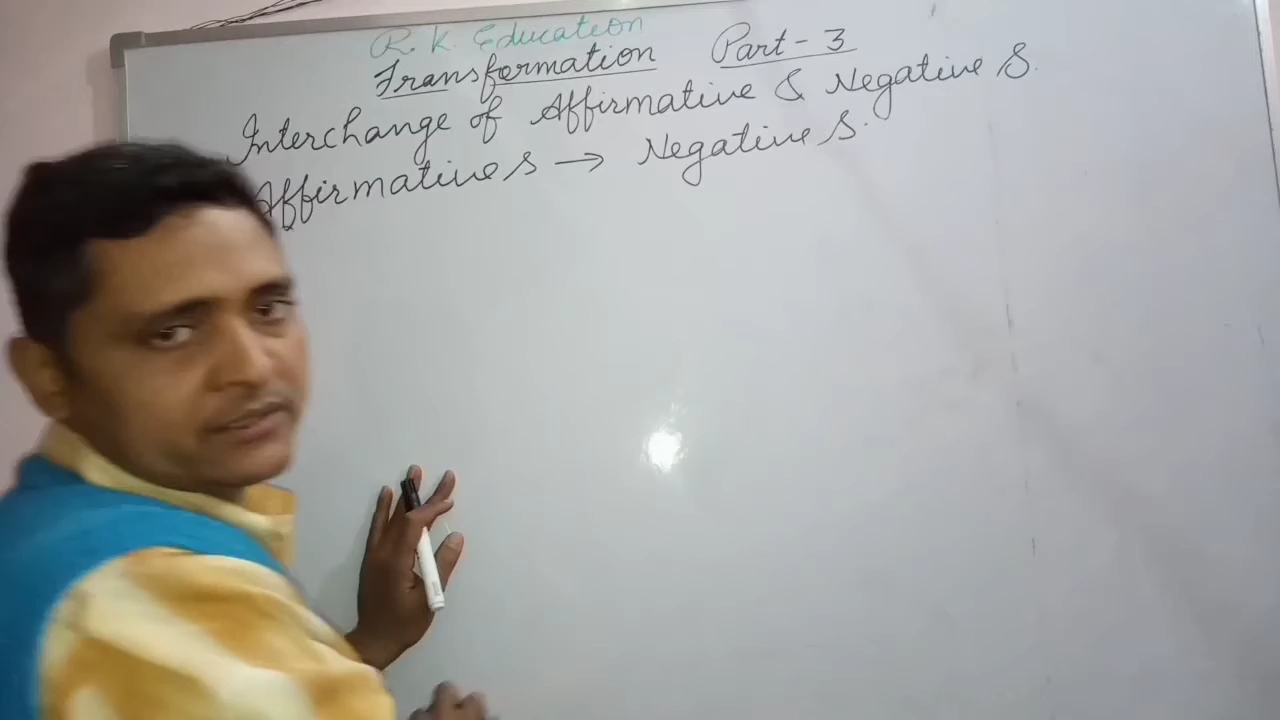 R. K. Education
Transformation Part - 3
Interchange of Affirmative & Negative S.
Affirmative s → Negative S.